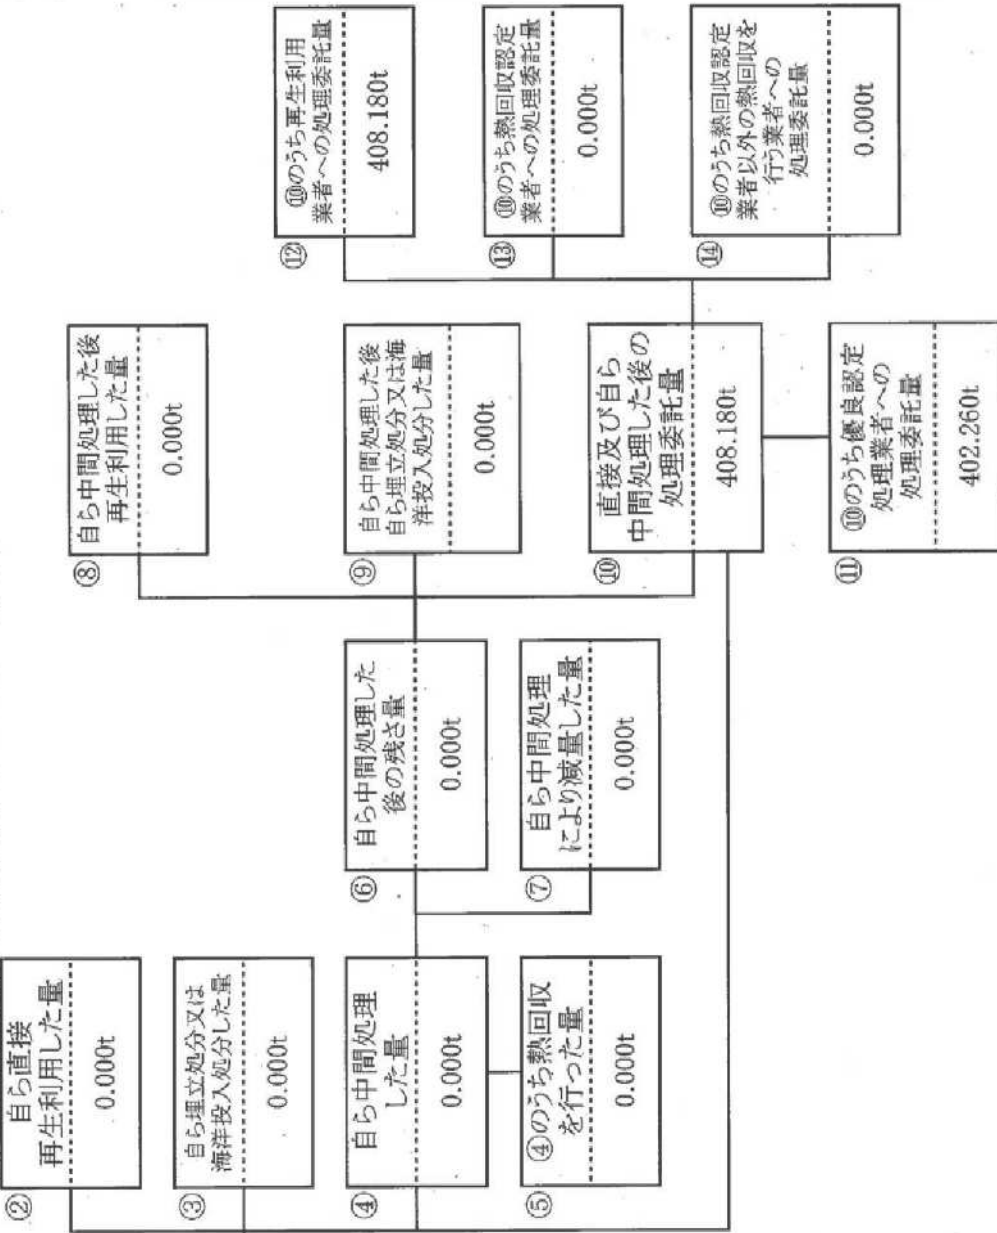 ②
自ら直接
再生利用した量
0.000t
③
自ら埋立処分又は
海洋投入処分した量
0.000t
④
自ら中間処理
した量
0.000t
⑤
④のうち熱回収
を行った量
0.000t
⑥
自ら中間処理した
後の残さ量
0.000t
⑦
自ら中間処理
により減量した量
0.000t
⑧
自ら中間処理した後
再生利用した量
0.000t
⑨
自ら中間処理した後
自ら埋立処分又は海
洋投入処分した量
0.000t
⑩
直接及び自ら
中間処理した後の
処理委託量
408.180t
⑪
⑩のうち優良認定
処理業者への
処理委託量
402.260t
⑫
⑩のうち再生利用
業者への処理委託量
408.180t
⑬
⑩のうち熱回収認定
業者への処理委託量
0.000t
⑭
⑩のうち熱回収認定
業者以外の熱回収を
行う業者への
処理委託量
0.000t